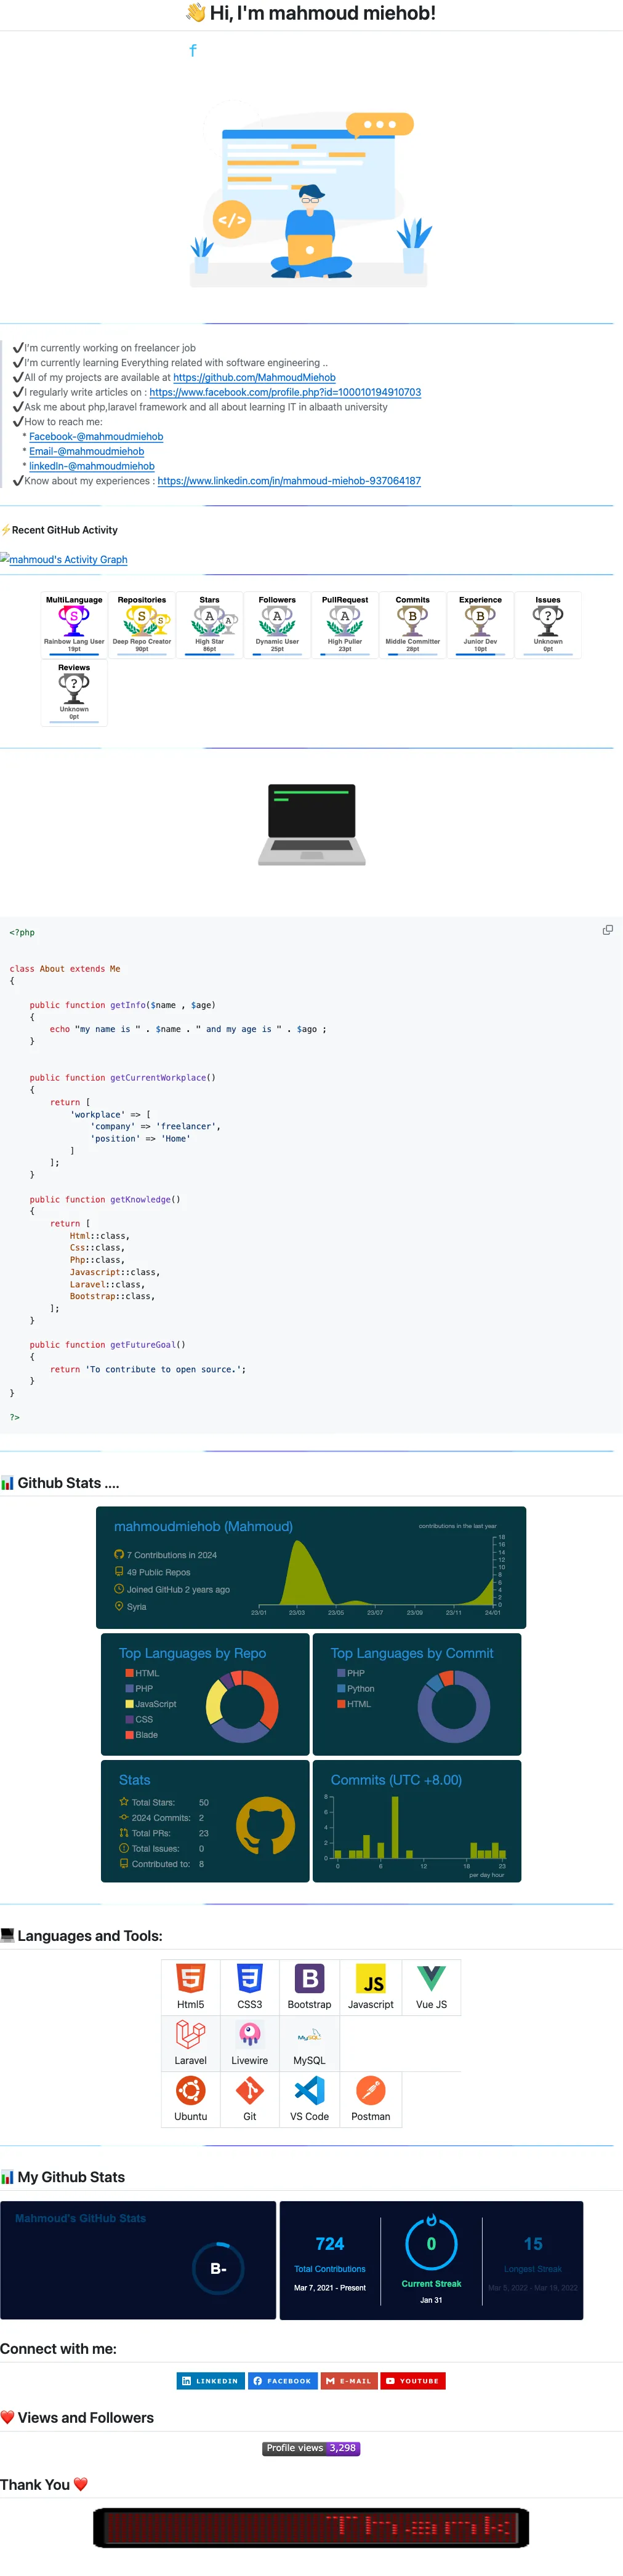 👋 Hi, I'm mahmoud miehob!
f
</>
✔️I'm currently working on freelancer job
✔️I'm currently learning Everything related with software engineering ..
✔️All of my projects are available at https://github.com/MahmoudMiehob
✔️I regularly write articles on : https://www.facebook.com/profile.php?id=100010194910703
✔️Ask me about php,laravel framework and all about learning IT in albaath university
✔️How to reach me:
* Facebook-@mahmoudmiehob
* Email-@mahmoudmiehob
* linkedIn-@mahmoudmiehob
✔️Know about my experiences : https://www.linkedin.com/in/mahmoud-miehob-937064187
⚡Recent GitHub Activity
mahmoud's Activity Graph
MultiLanguage Repositories Stars Followers PullRequest Commits Experience Issues
S S S S A A A A A A B B ?
Rainbow Lang User Deep Repo Creator High Star Dynamic User High Puller Middle Committer Junior Dev Unknown
19pt 90pt 86pt 25pt 23pt 28pt 10pt 0pt
Reviews
?
Unknown
0pt
<?php
class About extends Me
{
public function getInfo($name , $age)
{
echo "my name is " . $name . " and my age is " . $ago ;
}
public function getCurrentWorkplace()
{
return [
'workplace' => [
'company' => 'freelancer',
'position' => 'Home'
]
];
}
public function getKnowledge()
{
return [
Html::class,
Css::class,
Php::class,
Javascript::class,
Laravel::class,
Bootstrap::class,
];
}
public function getFutureGoal()
{
return 'To contribute to open source.';
}
}
?>
📊 Github Stats ....
mahmoudmiehob (Mahmoud)
contributions in the last year
7 Contributions in 2024
49 Public Repos
Joined GitHub 2 years ago
Syria
18
16
14
12
10
8
6
4
2
0
23/01 23/03 23/05 23/07 23/09 23/11 24/01
Top Languages by Repo
HTML
PHP
JavaScript
CSS
Blade
Top Languages by Commit
PHP
Python
HTML
Stats
Total Stars: 50
2024 Commits: 2
Total PRs: 23
Total Issues: 0
Contributed to: 8
Commits (UTC +8.00)
8
6
4
2
0
0 6 12 18 23
per day hour
💻 Languages and Tools:
Html5 CSS3 Bootstrap Javascript Vue JS
Laravel Livewire MySQL
Ubuntu Git VS Code Postman
📊 My Github Stats
Mahmoud's GitHub Stats
B-
724
Total Contributions
Mar 7, 2021 - Present
0
Current Streak
Jan 31
15
Longest Streak
Mar 5, 2022 - Mar 19, 2022
Connect with me:
LINKEDIN FACEBOOK E-MAIL YOUTUBE
❤️ Views and Followers
Profile views 3,298
Thank You ❤️
Thank